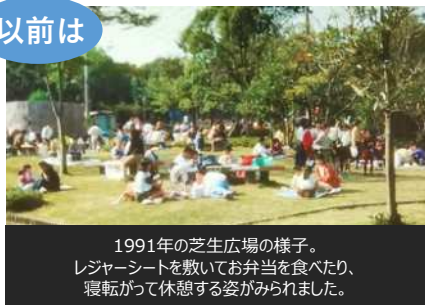 以前は
1991年の芝生広場の様子。
レジャーシートを敷いてお弁当を食べたり、
寝転がって休憩する姿がみられました。